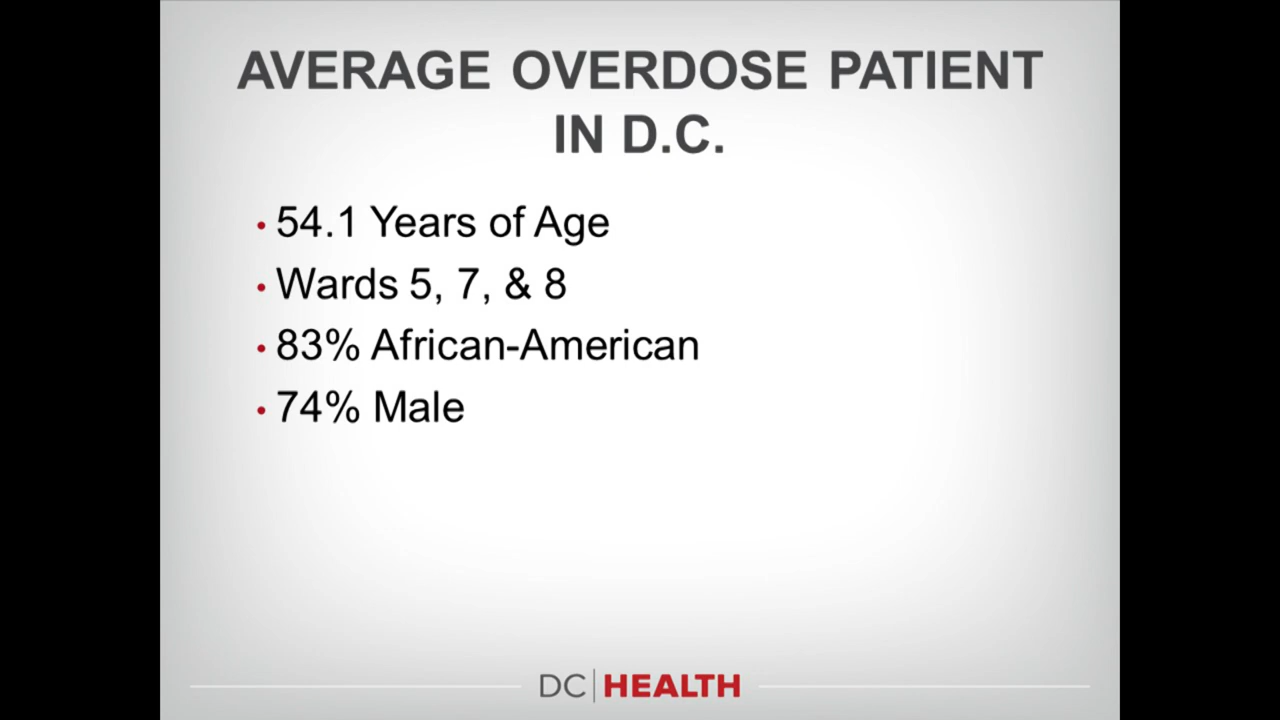 AVERAGE OVERDOSE PATIENT
IN D.C.
• 54.1 Years of Age
• Wards 5, 7, & 8
• 83% African-American
• 74% Male
DC|HEALTH